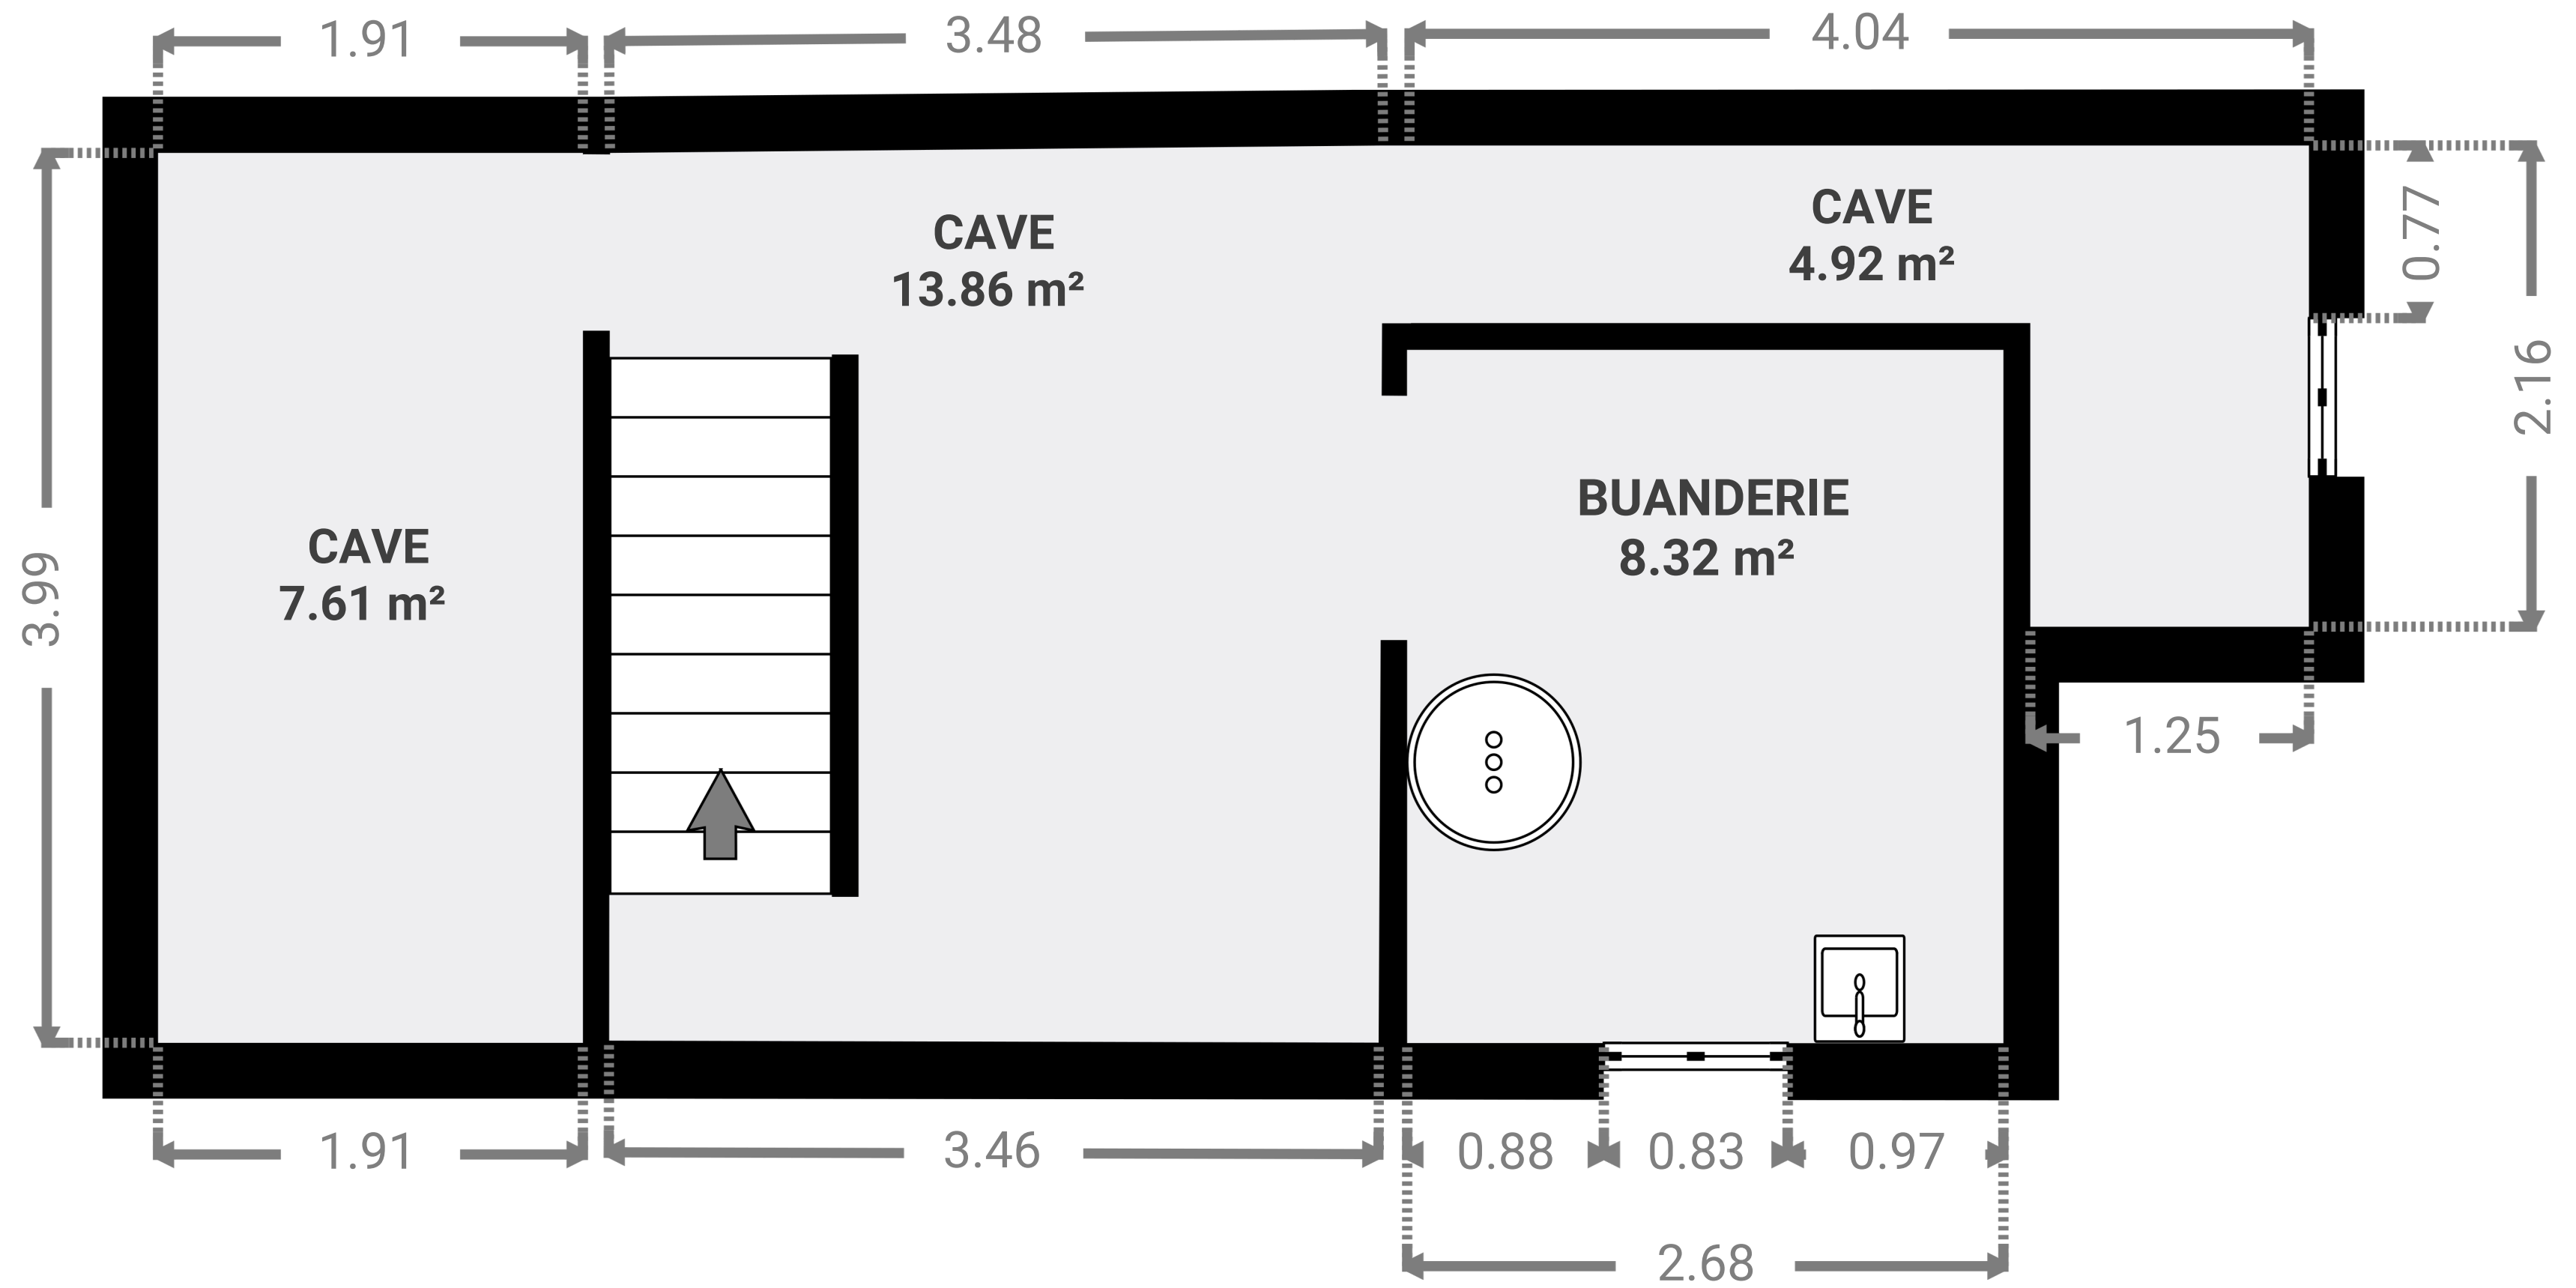 1.91
3.48
4.04
CAVE
13.86 m²
CAVE
4.92 m²
0.77
2.16
3.99
CAVE
7.61 m²
BUANDERIE
8.32 m²
1.25
1.91
3.46
0.88
0.83
0.97
2.68